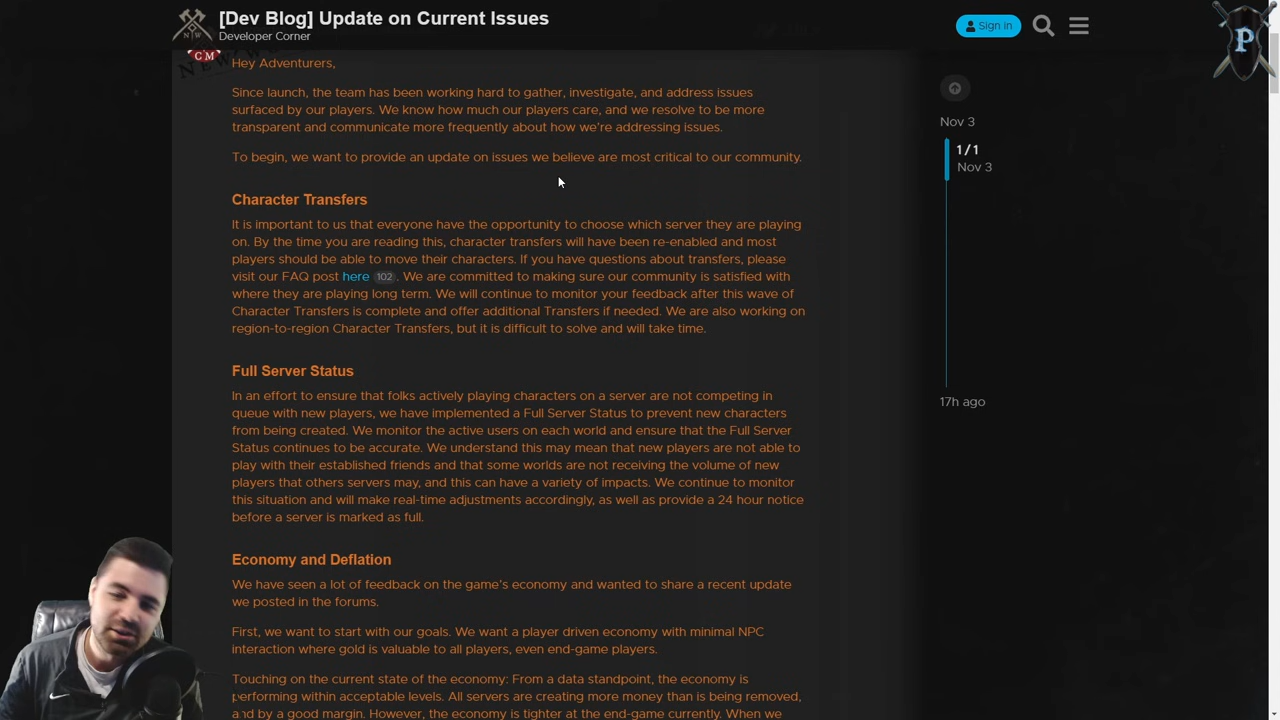 [Dev Blog] Update on Current Issues
Developer Corner
Sign in
P
GM
Hey Adventurers,
Since launch, the team has been working hard to gather, investigate, and address issues
surfaced by our players. We know how much our players care, and we resolve to be more
transparent and communicate more frequently about how we're addressing issues.
To begin, we want to provide an update on issues we believe are most critical to our community.
Character Transfers
It is important to us that everyone have the opportunity to choose which server they are playing
on. By the time you are reading this, character transfers will have been re-enabled and most
players should be able to move their characters. If you have questions about transfers, please
visit our FAQ post here 102 . We are committed to making sure our community is satisfied with
where they are playing long term. We will continue to monitor your feedback after this wave of
Character Transfers is complete and offer additional Transfers if needed. We are also working on
region-to-region Character Transfers, but it is difficult to solve and will take time.
Full Server Status
In an effort to ensure that folks actively playing characters on a server are not competing in
queue with new players, we have implemented a Full Server Status to prevent new characters
from being created. We monitor the active users on each world and ensure that the Full Server
Status continues to be accurate. We understand this may mean that new players are not able to
play with their established friends and that some worlds are not receiving the volume of new
players that others servers may, and this can have a variety of impacts. We continue to monitor
this situation and will make real-time adjustments accordingly, as well as provide a 24 hour notice
before a server is marked as full.
Economy and Deflation
We have seen a lot of feedback on the game's economy and wanted to share a recent update
we posted in the forums.
First, we want to start with our goals. We want a player driven economy with minimal NPC
interaction where gold is valuable to all players, even end-game players.
Touching on the current state of the economy: From a data standpoint, the economy is
performing within acceptable levels. All servers are creating more money than is being removed,
and by a good margin. However, the economy is tighter at the end-game currently. When we
Nov 3
1/1
Nov 3
17h ago